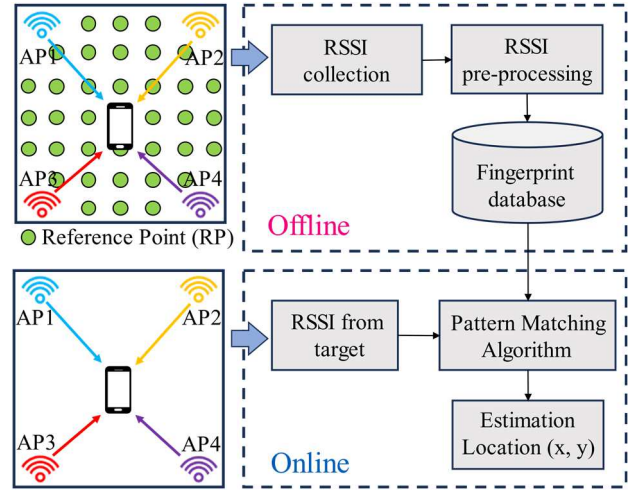 AP1
AP2
AP3
AP4
Reference Point (RP)
RSSI
collection
RSSI
pre-processing
Fingerprint
database
Offline
AP1
AP2
AP3
AP4
RSSI from
target
Pattern Matching
Algorithm
Estimation
Location (x, y)
Online